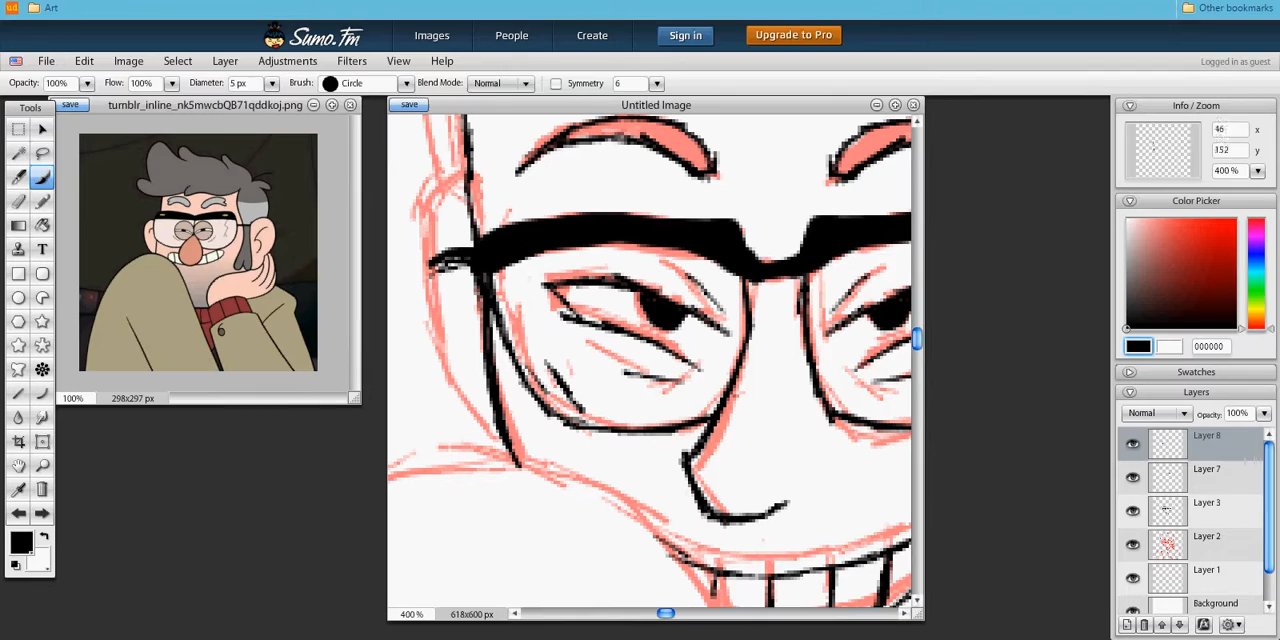 ud Art Other bookmarks
Sumo.Fm Images People Create Sign in Upgrade to Pro
File Edit Image Select Layer Adjustments Filters View Help Logged in as guest
Opacity: 100% Flow: 100% Diameter: 5 px Brush: Circle Blend Mode: Normal Symmetry 6
Tools
save tumblr_inline_nk5mwcbQB71qddkoj.png
save Untitled Image
Info / Zoom
46 x
152 y
400 %
Color Picker
000000
Swatches
Layers
Normal Opacity: 100%
Layer 8
Layer 7
Layer 3
Layer 2
Layer 1
Background
T
100% 298x297 px
400 % 618x600 px